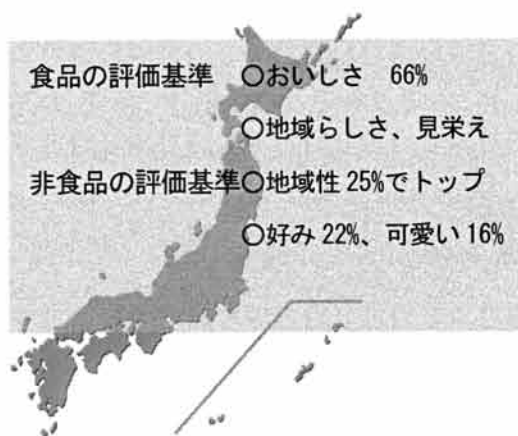 食品の評価基準 ○おいしさ 66%
○地域らしさ、見栄え
非食品の評価基準○地域性 25%でトップ
○好み 22%、可愛い 16%